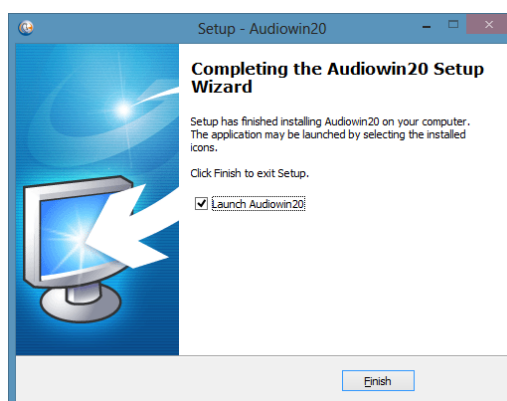 Setup - Audiowin20
Completing the Audiowin20 Setup
Wizard
Setup has finished installing Audiowin20 on your computer.
The application may be launched by selecting the installed
icons.
Click Finish to exit Setup.
Launch Audiowin20
Finish